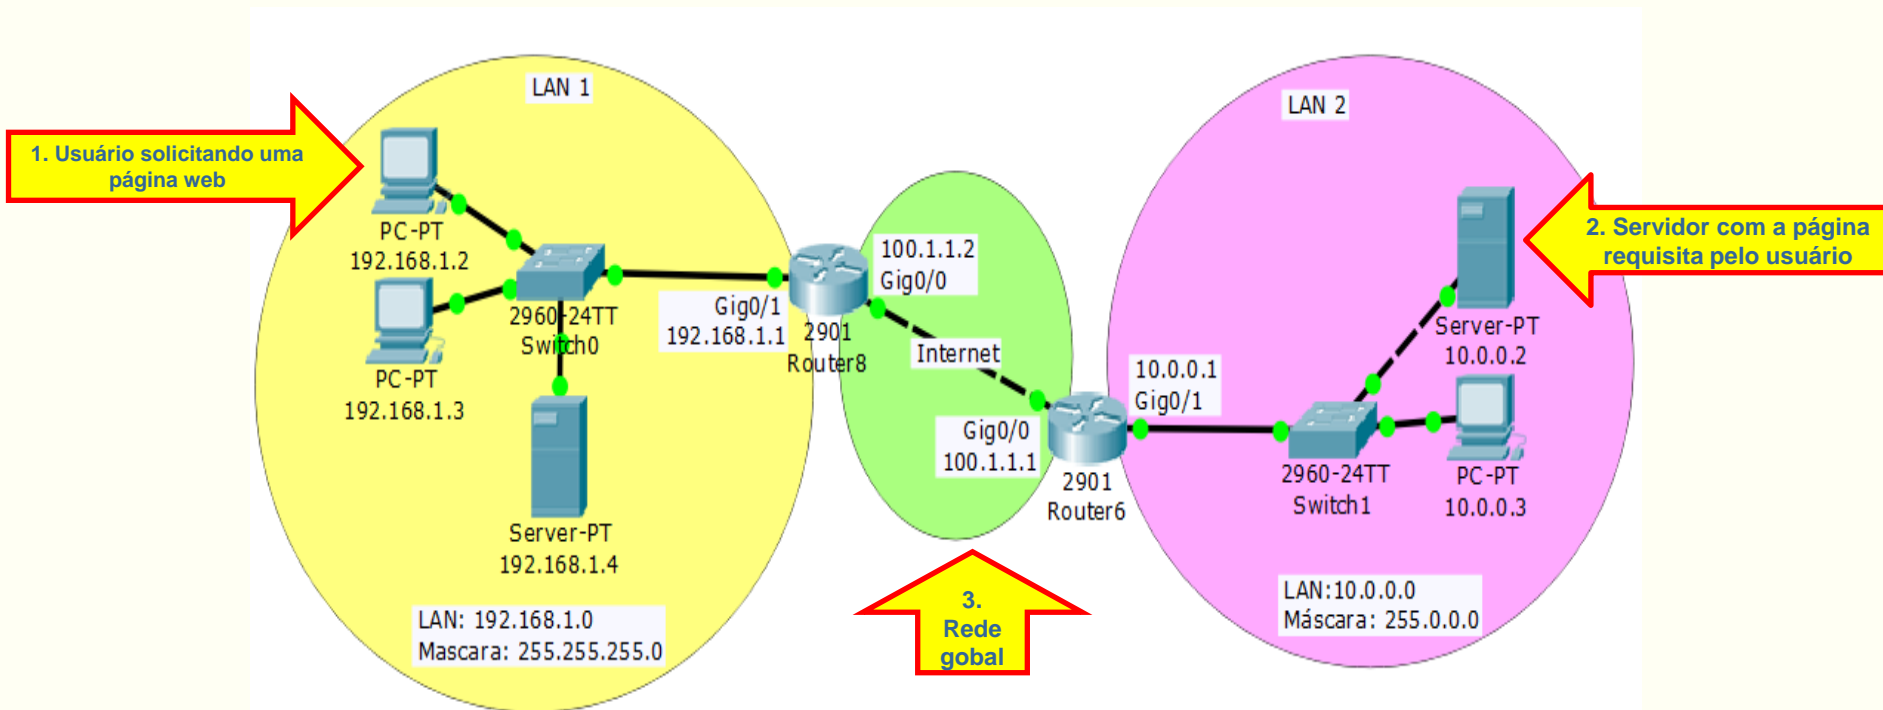 LAN 1
LAN 2
1. Usuário solicitando uma
página web
PC-PT
192.168.1.2
PC-PT
192.168.1.3
2960-24TT
Switch0
Server-PT
192.168.1.4
LAN: 192.168.1.0
Mascara: 255.255.255.0
Gig0/1
192.168.1.1
2901
Router8
100.1.1.2
Gig0/0
Internet
Gig0/0
100.1.1.1
2901
Router6
3.
Rede
gobal
10.0.0.1
Gig0/1
2960-24TT
Switch1
Server-PT
10.0.0.2
PC-PT
10.0.0.3
2. Servidor com a página
requisita pelo usuário
LAN:10.0.0.0
Máscara: 255.0.0.0